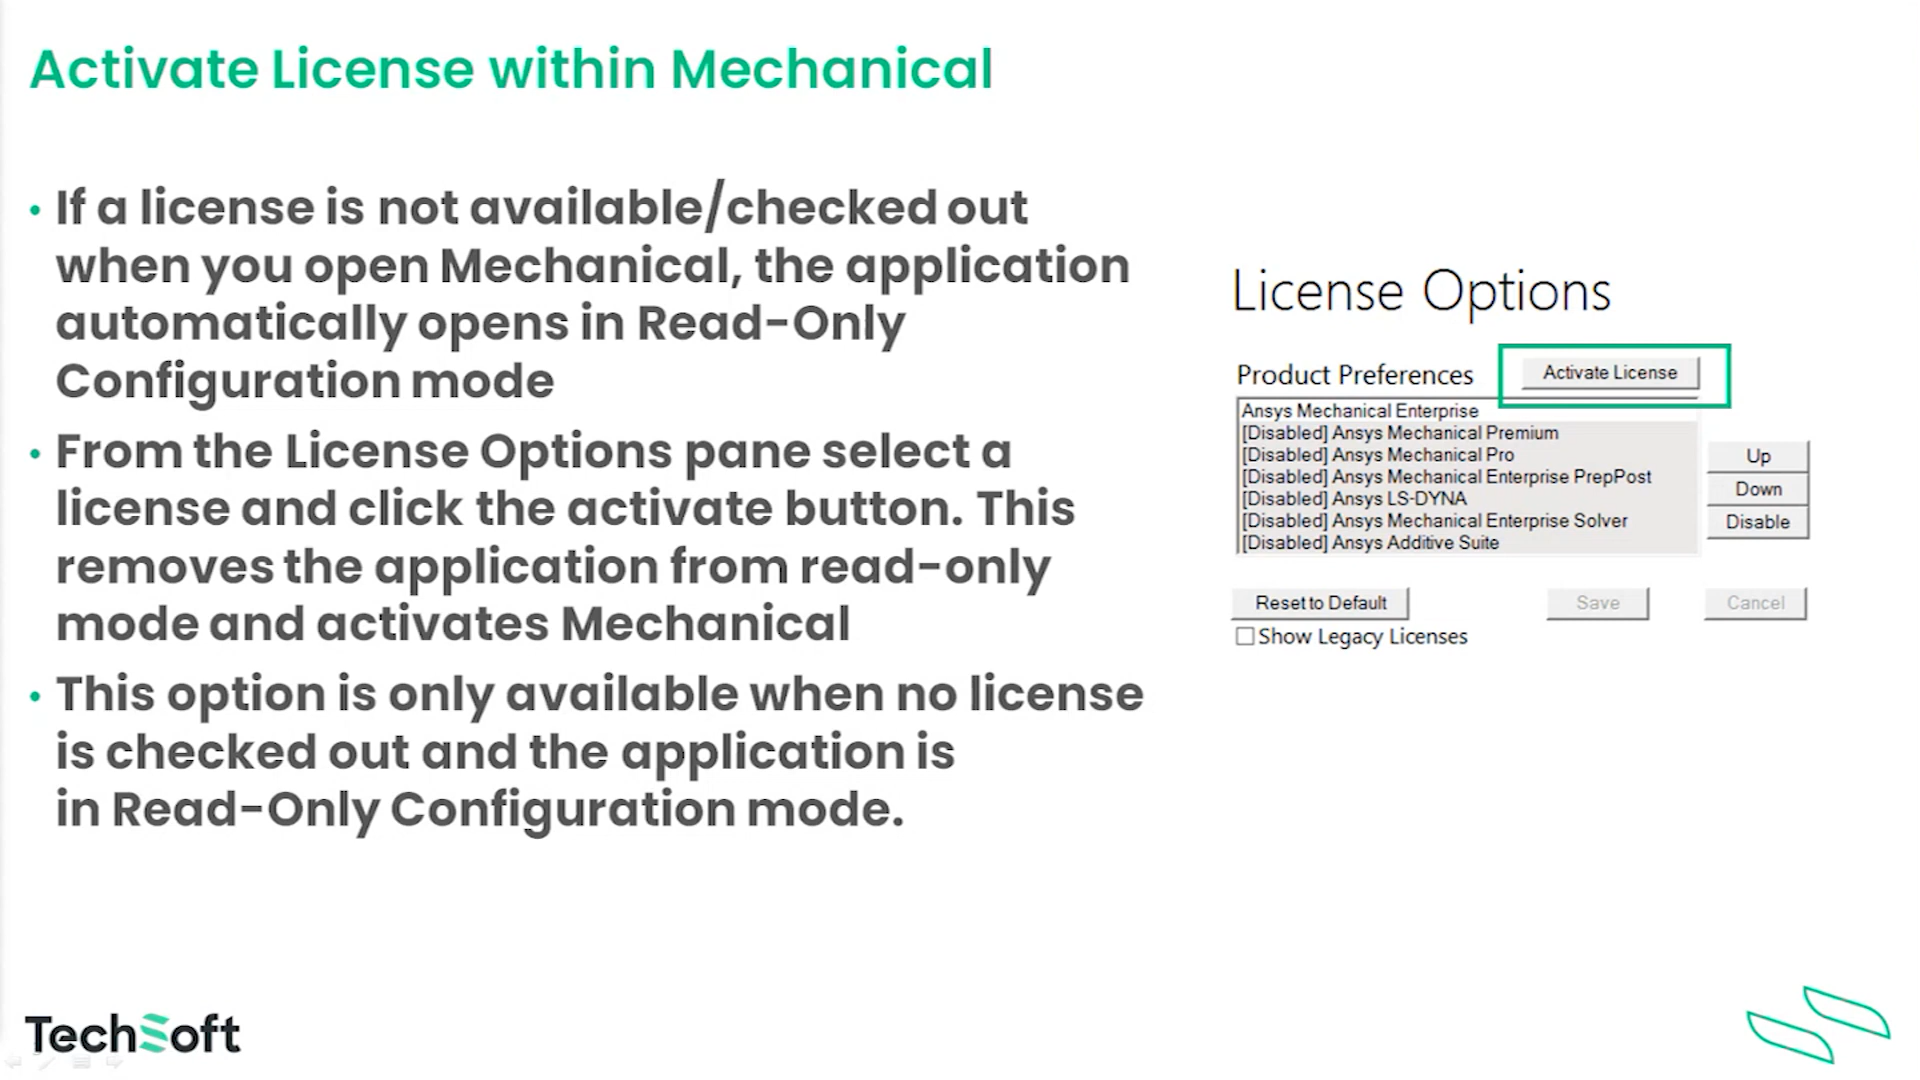 Activate License within Mechanical
• If a license is not available/checked out
when you open Mechanical, the application
automatically opens in Read-Only
Configuration mode
• From the License Options pane select a
license and click the activate button. This
removes the application from read-only
mode and activates Mechanical
• This option is only available when no license
is checked out and the application is
in Read-Only Configuration mode.
License Options
Product Preferences
Activate License
Ansys Mechanical Enterprise
[Disabled] Ansys Mechanical Premium
[Disabled] Ansys Mechanical Pro
[Disabled] Ansys Mechanical Enterprise PrepPost
[Disabled] Ansys LS-DYNA
[Disabled] Ansys Mechanical Enterprise Solver
[Disabled] Ansys Additive Suite
Up
Down
Disable
Reset to Default
Save
Cancel
Show Legacy Licenses
TechSoft